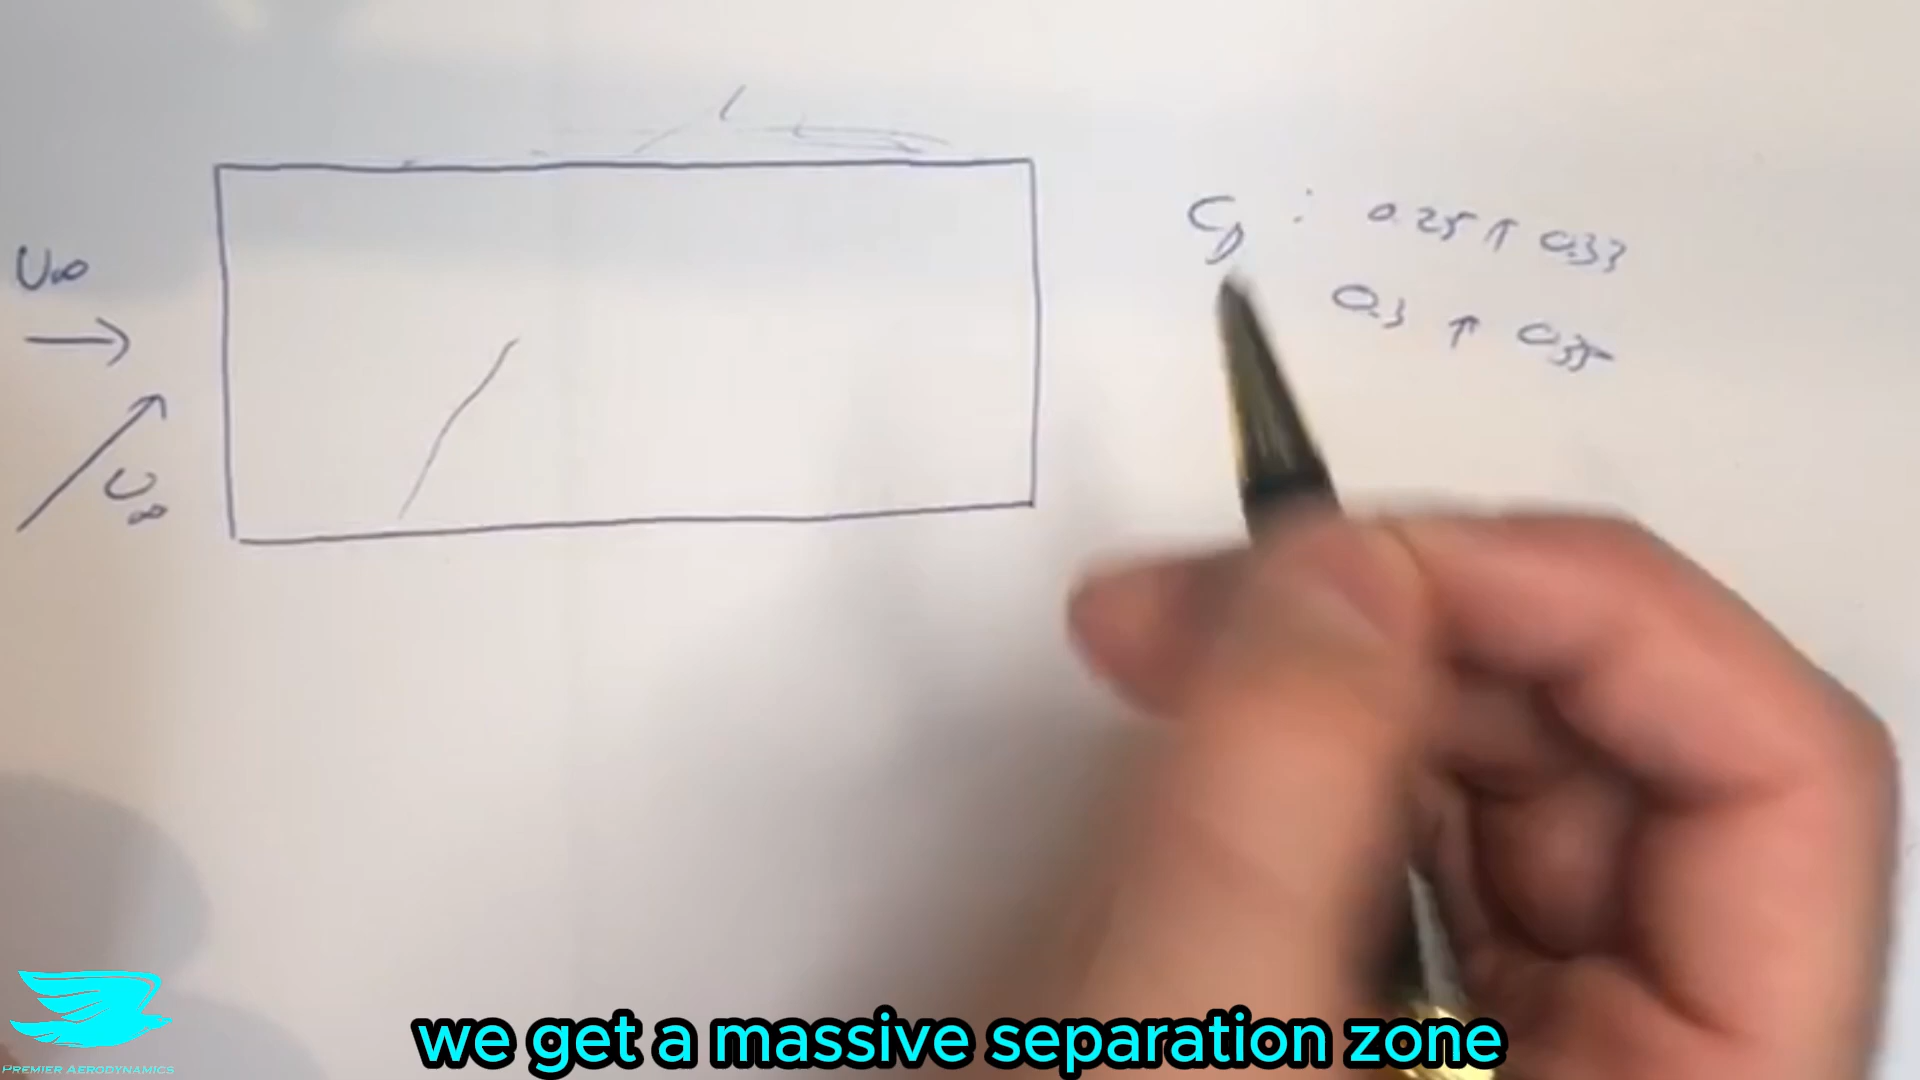 U∞
U∞
CD : 0.25 ↑ 0.33
0.3 ↑ 0.35
we get a massive separation zone
PREMIER AERODYNAMICS